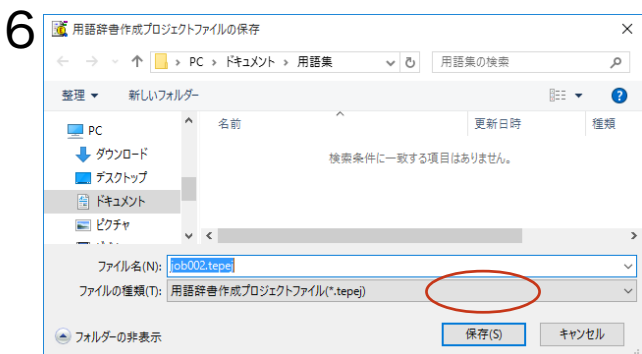 6
用語辞書作成プロジェクトファイルの保存
PC › ドキュメント › 用語集
用語集の検索
整理 新しいフォルダー
名前 更新日時 種類
検索条件に一致する項目はありません。
PC
ダウンロード
デスクトップ
ドキュメント
ピクチャ
ファイル名(N): job002.tepej
ファイルの種類(T): 用語辞書作成プロジェクトファイル(*.tepej)
フォルダーの非表示 保存(S) キャンセル